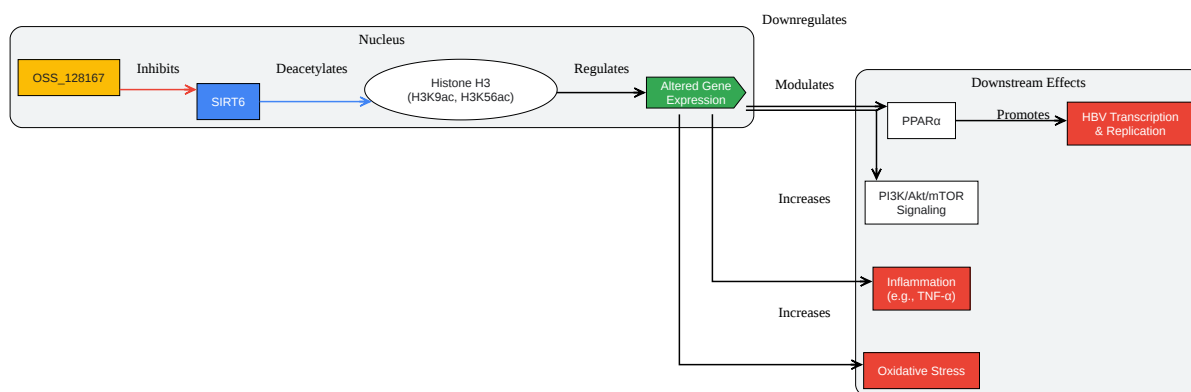 Downregulates
Nucleus
OSS_128167
Inhibits
SIRT6
Deacetylates
Histone H3
(H3K9ac, H3K56ac)
Regulates
Altered Gene
Expression
Modulates
Downstream Effects
PPARα
Promotes
HBV Transcription
& Replication
Increases
PI3K/Akt/mTOR
Signaling
Inflammation
(e.g., TNF-α)
Increases
Oxidative Stress